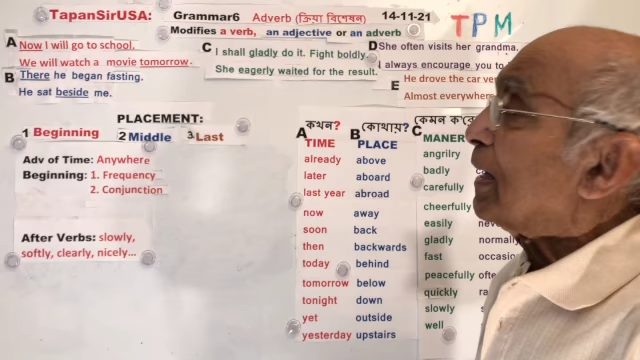 TapanSirUSA: Grammar6 Adverb (ক্রিয়া বিশেষন) 14-11-21
TPM
Modifies a verb, an adjective or an adverb
A Now I will go to school.
We will watch a movie tomorrow.
B There he began fasting.
He sat beside me.
C I shall gladly do it. Fight boldly.
She eagerly waited for the result.
D She often visits her grandma.
I always encourage you to
E He drove the car
Almost everywhere
PLACEMENT:
1 Beginning 2 Middle 3 Last
Adv of Time: Anywhere
Beginning: 1. Frequency
2. Conjunction
After Verbs: slowly,
softly, clearly, nicely...
A কখন?
TIME
already
later
last year
now
soon
then
today
tomorrow
tonight
yet
yesterday
B কোথায়?
PLACE
above
aboard
abroad
away
back
backwards
behind
below
down
outside
upstairs
C কেমন
MANER
angrilry
badly
carefully
cheerfully
easily
gladly
fast
peacefully
quickly
slowly
well
normally